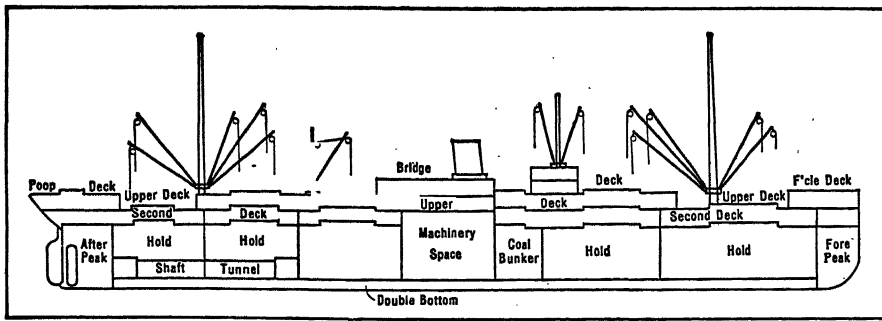 Bridge
Poop Deck
Deck
F'cle Deck
Upper Deck
Upper
Deck
Upper Deck
Second Deck
Second Deck
After
Peak
Hold
Hold
Machinery
Space
Coal
Bunker
Hold
Hold
Fore
Peak
Shaft Tunnel
Double Bottom